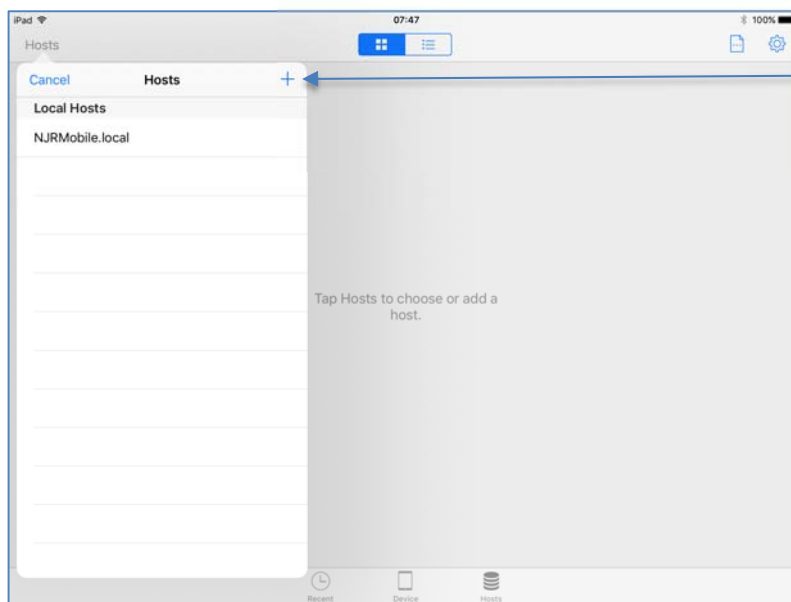 iPad 07:47 100%
Hosts
Cancel Hosts +
Local Hosts
NJRMobile.local
Tap Hosts to choose or add a
host.
Recent Device Hosts